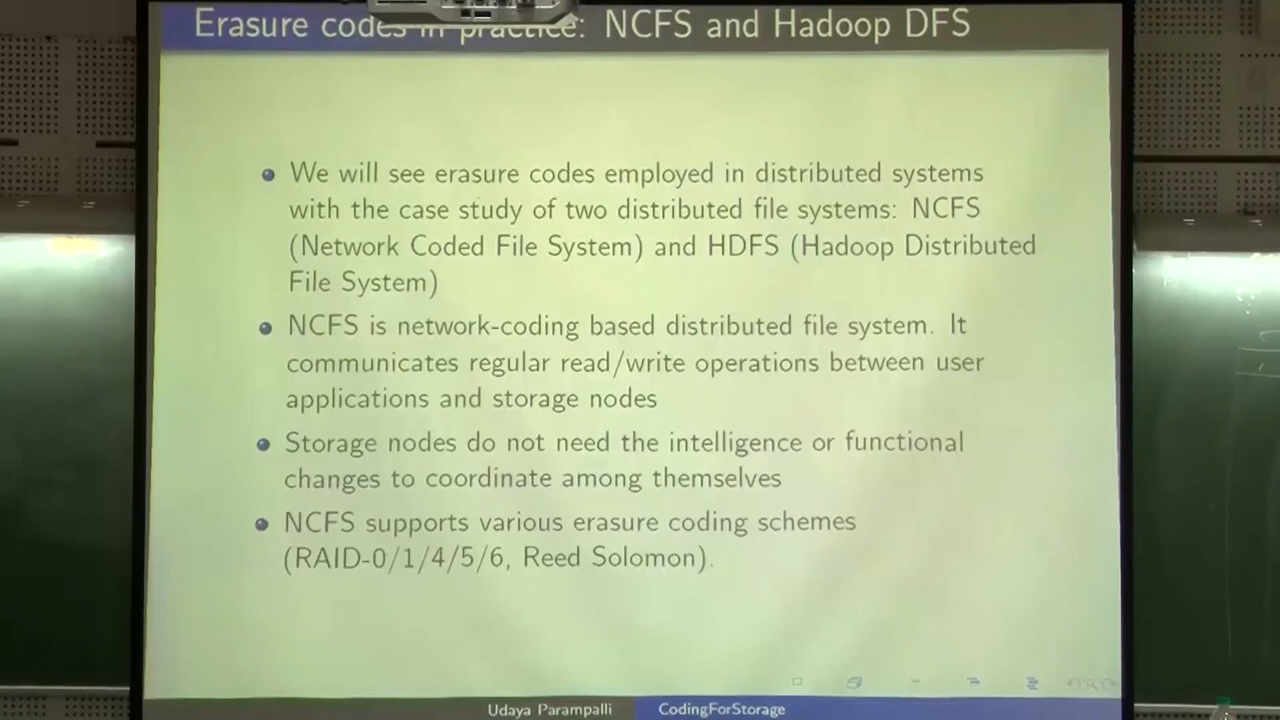 Erasure codes in practice: NCFS and Hadoop DFS
We will see erasure codes employed in distributed systems
with the case study of two distributed file systems: NCFS
(Network Coded File System) and HDFS (Hadoop Distributed
File System)
NCFS is network-coding based distributed file system. It
communicates regular read/write operations between user
applications and storage nodes
Storage nodes do not need the intelligence or functional
changes to coordinate among themselves
NCFS supports various erasure coding schemes
(RAID-0/1/4/5/6, Reed Solomon).
Udaya Parampalli CodingForStorage